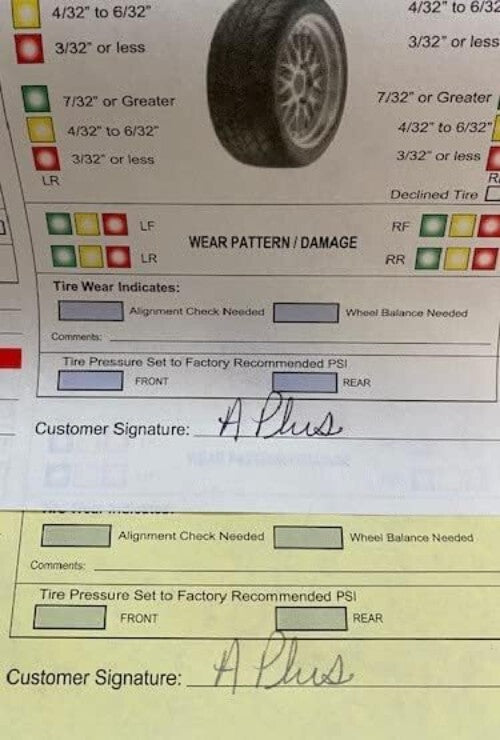 4/32" to 6/32"
4/32" to 6/32
3/32" or less
3/32" or less
7/32" or Greater
7/32" or Greater
4/32" to 6/32"
4/32" to 6/32"
3/32" or less
3/32" or less
LR
Declined Tire
LF
RF
WEAR PATTERN / DAMAGE
LR
RR
Tire Wear Indicates:
Alignment Check Needed
Wheel Balance Needed
Comments:
Tire Pressure Set to Factory Recommended PSI
FRONT
REAR
Customer Signature: A Plus
Alignment Check Needed
Wheel Balance Needed
Comments:
Tire Pressure Set to Factory Recommended PSI
FRONT
REAR
Customer Signature: A Plus